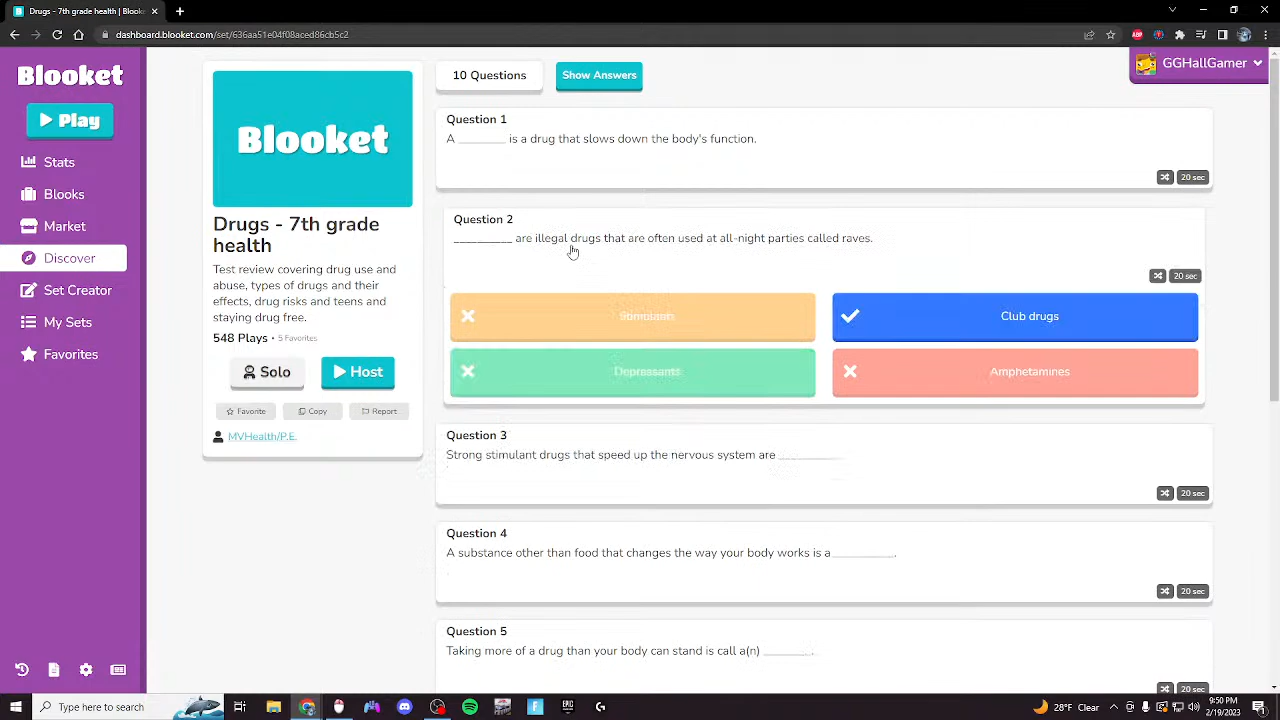 Drugs - 7th grade health | Blook
dashboard.blooket.com/set/636aa51e04f08aced86cb5c2
Blooket
Play
Stats
Blooks
Market
Discover
Set Creator
My Sets
Favorites
Blooket
Drugs - 7th grade
health
Test review covering drug use and
abuse, types of drugs and their
effects, drug risks and teens and
staying drug free.
548 Plays • 5 Favorites
Solo
Host
Favorite
Copy
Report
MVHealth/P.E.
10 Questions
Show Answers
GGHallGamer
Question 1
A ________ is a drug that slows down the body's function.
20 sec
Question 2
__________ are illegal drugs that are often used at all-night parties called raves.
20 sec
Stimulants
Club drugs
Depressants
Amphetamines
Question 3
Strong stimulant drugs that speed up the nervous system are ___________
20 sec
Question 4
A substance other than food that changes the way your body works is a __________.
20 sec
Question 5
Taking more of a drug than your body can stand is call a(n) _______ .
20 sec
Type here to search
28°F Clear
9:50 PM
2/19/2023